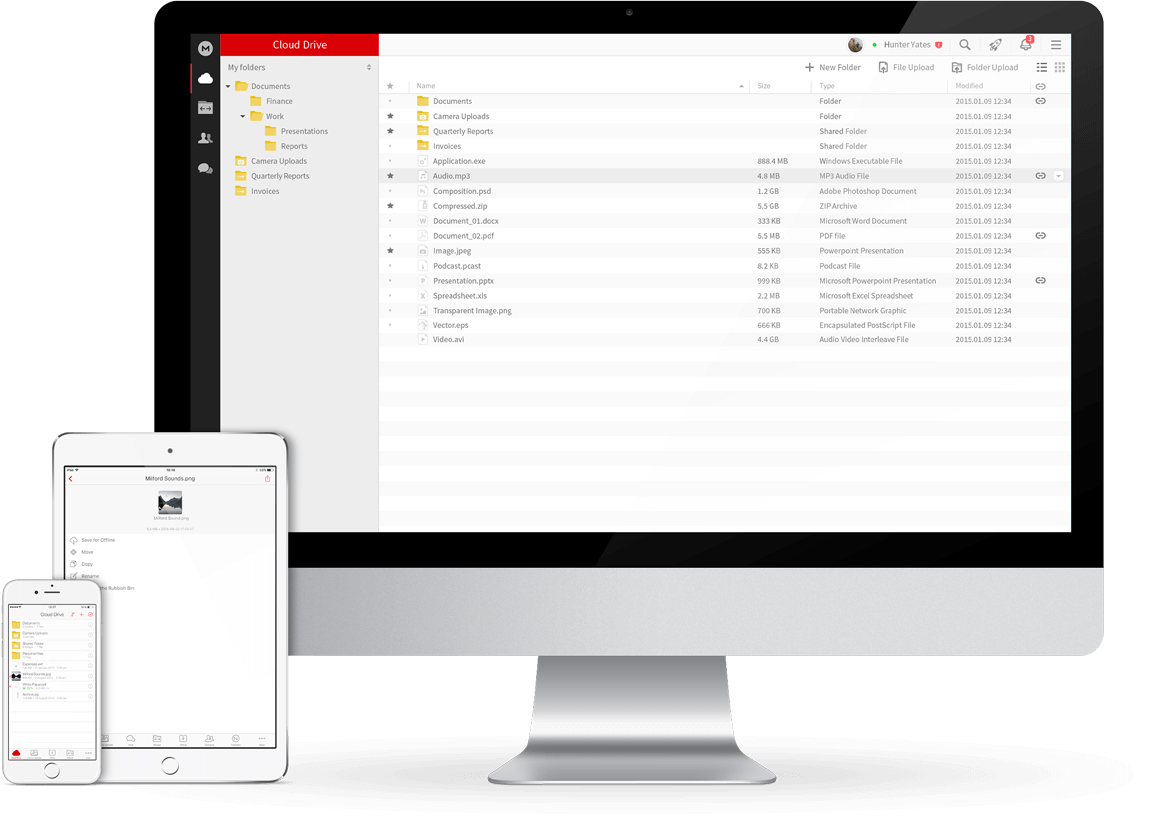 M
Cloud Drive
Hunter Yates
3
My folders
New Folder
File Upload
Folder Upload
Documents
Finance
Work
Presentations
Reports
Camera Uploads
Quarterly Reports
Invoices
Name Size Type Modified
Documents Folder 2015.01.09 12:34
Camera Uploads Folder 2015.01.09 12:34
Quarterly Reports Shared Folder 2015.01.09 12:34
Invoices Shared Folder 2015.01.09 12:34
Application.exe 888.4 MB Windows Executable File 2015.01.09 12:34
Audio.mp3 4.8 MB MP3 Audio File 2015.01.09 12:34
Composition.psd 1.2 GB Adobe Photoshop Document 2015.01.09 12:34
Compressed.zip 5,5 GB ZIP Archive 2015.01.09 12:34
Document_01.docx 333 KB Microsoft Word Document 2015.01.09 12:34
Document_02.pdf 5.5 MB PDF file 2015.01.09 12:34
Image.jpeg 555 KB Powerpoint Presentation 2015.01.09 12:34
Podcast.pcast 8.2 KB Podcast File 2015.01.09 12:34
Presentation.pptx 999 KB Microsoft Powerpoint Presentation 2015.01.09 12:34
Spreadsheet.xls 2.2 MB Microsoft Excel Spreadsheet 2015.01.09 12:34
Transparent Image.png 700 KB Portable Network Graphic 2015.01.09 12:34
Vector.eps 666 KB Encapsulated PostScript File 2015.01.09 12:34
Video.avi 4.4 GB Audio Video Interleave File 2015.01.09 12:34
Milford Sounds.png
Milford Sound.png
Save for Offline
Move
Copy
Rename
the Rubbish Bin
Cloud Drive
Documents
Camera Uploads
Milford Sounds.jpg